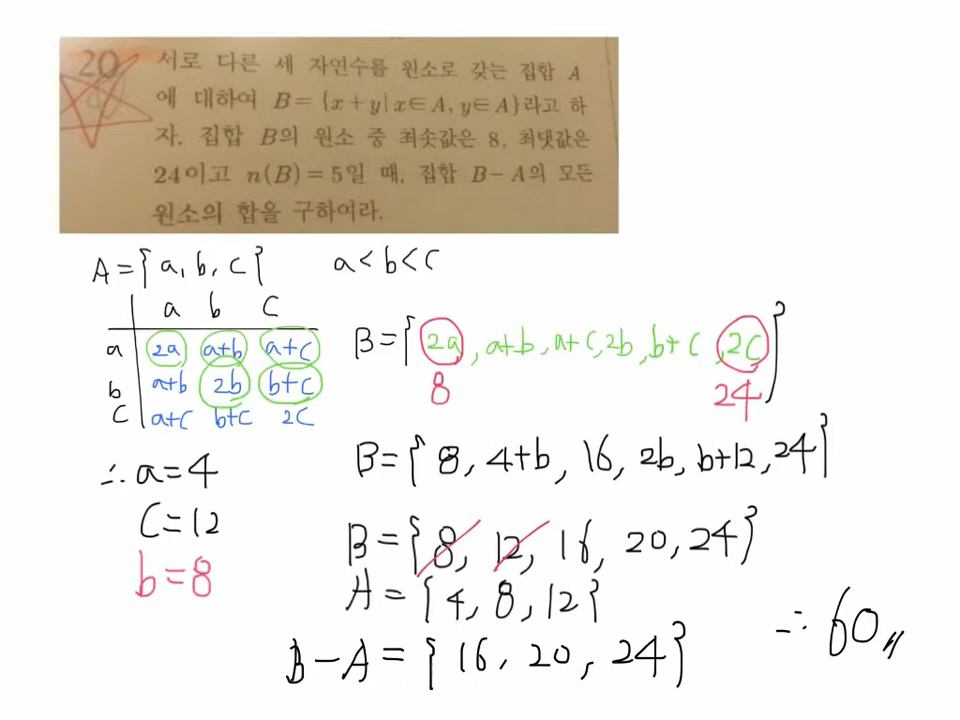 20 서로 다른 세 자연수를 원소로 갖는 집합 A
에 대하여 B={x+y|x∈A, y∈A}라고 하
자. 집합 B의 원소 중 최솟값은 8, 최댓값은
24이고 n(B)=5일 때, 집합 B-A의 모든
원소의 합을 구하여라.
A={a, b, c} a<b<c
a b c
a 2a a+b a+c
b a+b 2b b+c
c a+c b+c 2c
B={2a, a+b, a+c, 2b, b+c, 2c}
8 24
∴ a=4
c=12
b=8
B={8, 4+b, 16, 2b, b+12, 24}
B={8, 12, 16, 20, 24}
A={4, 8, 12}
B-A={16, 20, 24}
∴ 60〃